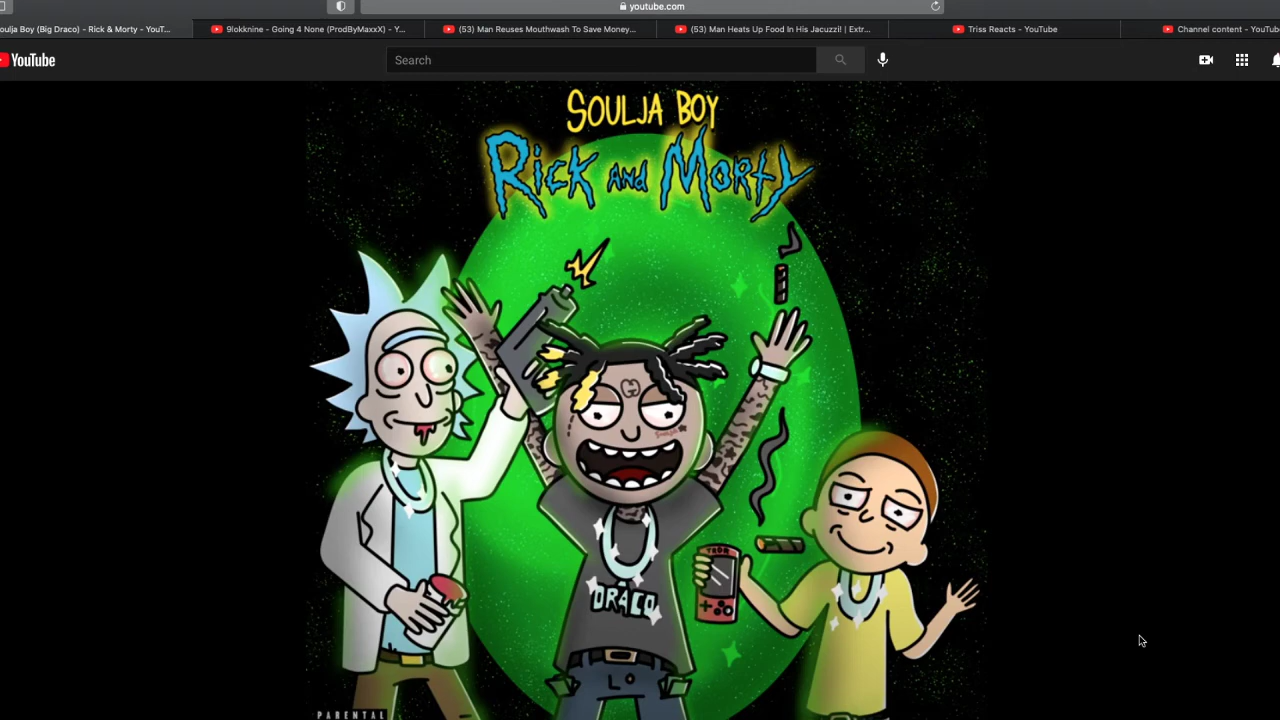 youtube.com
oulja Boy (Big Draco) - Rick & Morty - YouT...
9lokknine - Going 4 None (ProdByMaxxX) - Y...
(53) Man Reuses Mouthwash To Save Money...
(53) Man Heats Up Food In His Jacuzzi! | Extr...
Triss Reacts - YouTube
Channel content - YouTub
YouTube
Search
SOULJA BOY
RICK AND MORTY
DRACO
LO
PARENTAL